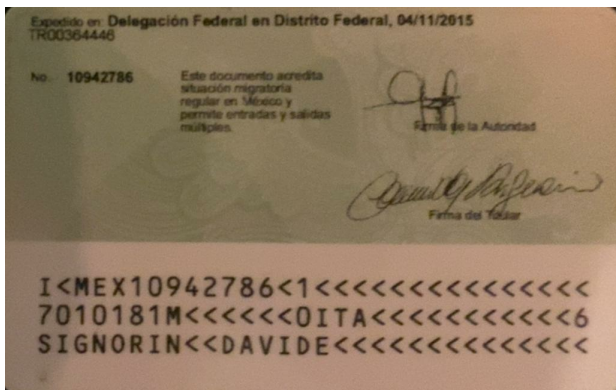 Expedido en: Delegación Federal en Distrito Federal, 04/11/2015
TR00364446
No. 10942786
Este documento acredita
situación migratoria
regular en México y
permite entradas y salidas
múltiples.
Firma de la Autoridad
Firma del Titular
I<MEX10942786<1<<<<<<<<<<<<<<<
7010181M<<<<<<OITA<<<<<<<<<<<6
SIGNORIN<<DAVIDE<<<<<<<<<<<<<<